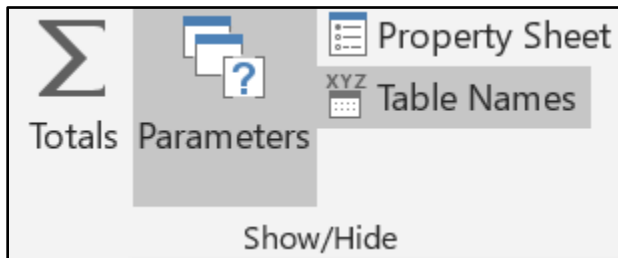 Σ
Totals
[?]
Parameters
Property Sheet
XYZ
Table Names
Show/Hide